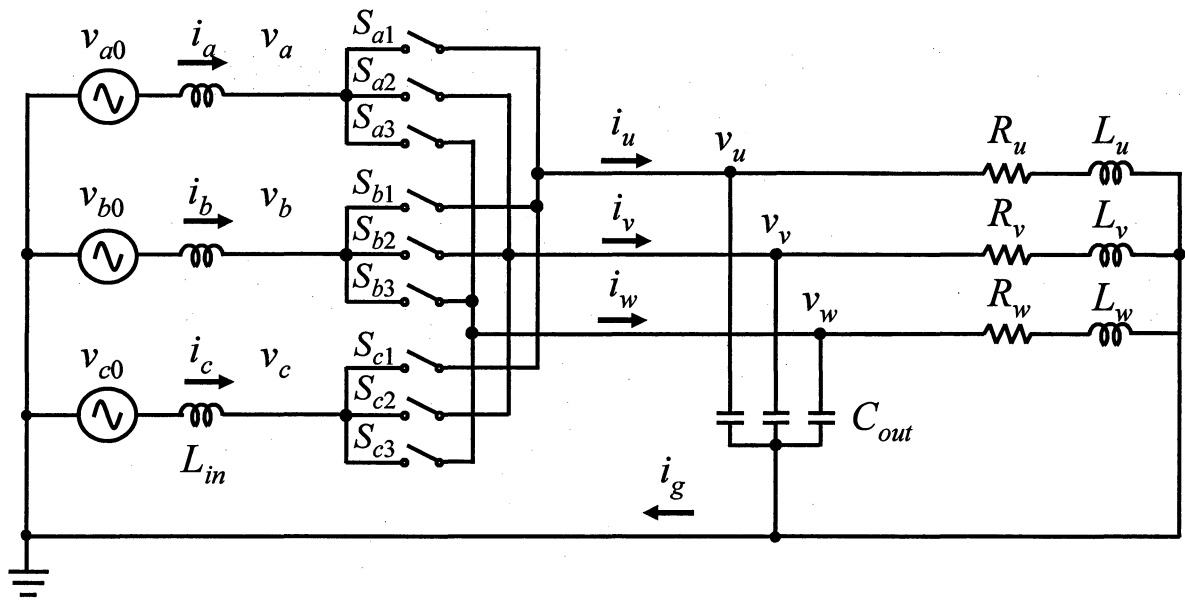 v_{a0} i_a v_a S_{a1}
S_{a2}
S_{a3}
i_u v_u R_u L_u
v_{b0} i_b v_b S_{b1}
S_{b2} i_v v_v R_v L_v
S_{b3} i_w v_w R_w L_w
v_{c0} i_c v_c S_{c1}
S_{c2} C_{out}
S_{c3}
L_{in} i_g